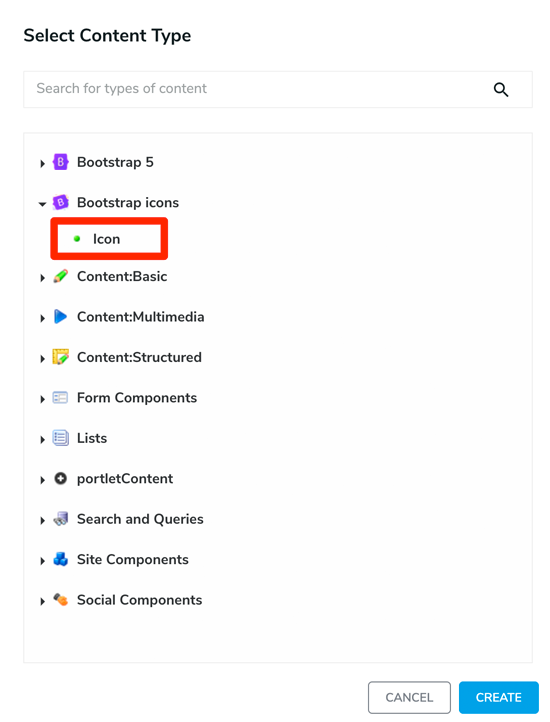 Select Content Type
Search for types of content
Bootstrap 5
Bootstrap icons
Icon
Content:Basic
Content:Multimedia
Content:Structured
Form Components
Lists
portletContent
Search and Queries
Site Components
Social Components
CANCEL CREATE